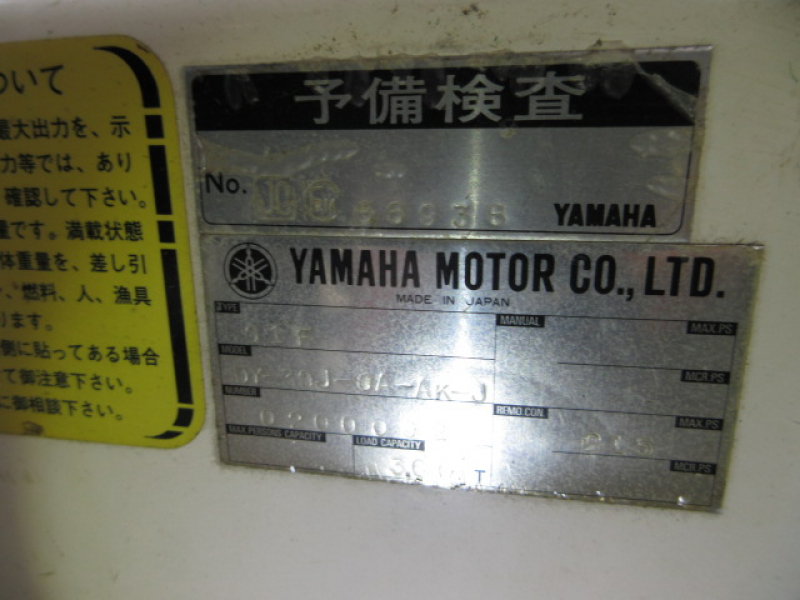 ついて
最大出力を、示
力等では、あり
確認して下さい。
量です。満載状態
体重量を、差し引
、燃料、人、漁具
ります。
側に貼ってある場合
て御注意下さい。
に御相談下さい。
予備検査
No.
YAMAHA
YAMAHA MOTOR CO., LTD.
MADE IN JAPAN
TYPE
MODEL
NUMBER
MAX.PERSONS CAPACITY
LOAD CAPACITY
T
MANUAL
MAX.PS
MCR.PS
REMO CON.
MAX.PS
MCR.PS